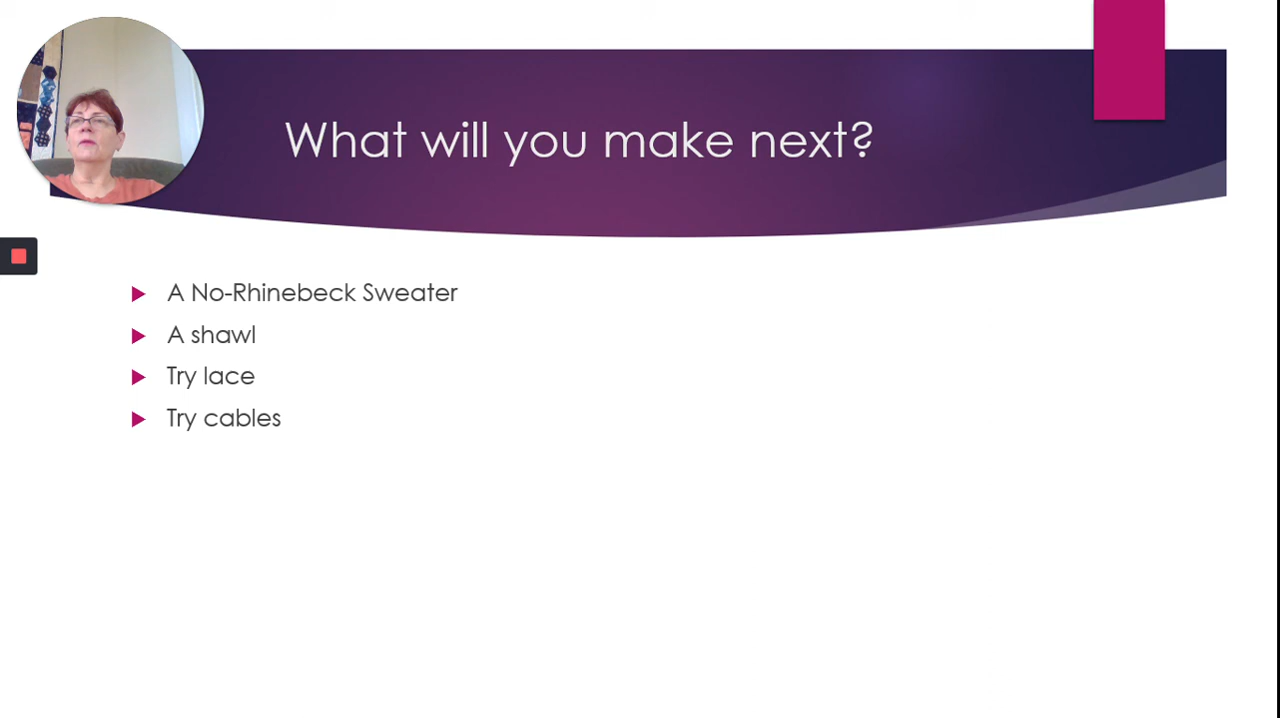 What will you make next?
A No-Rhinebeck Sweater
A shawl
Try lace
Try cables